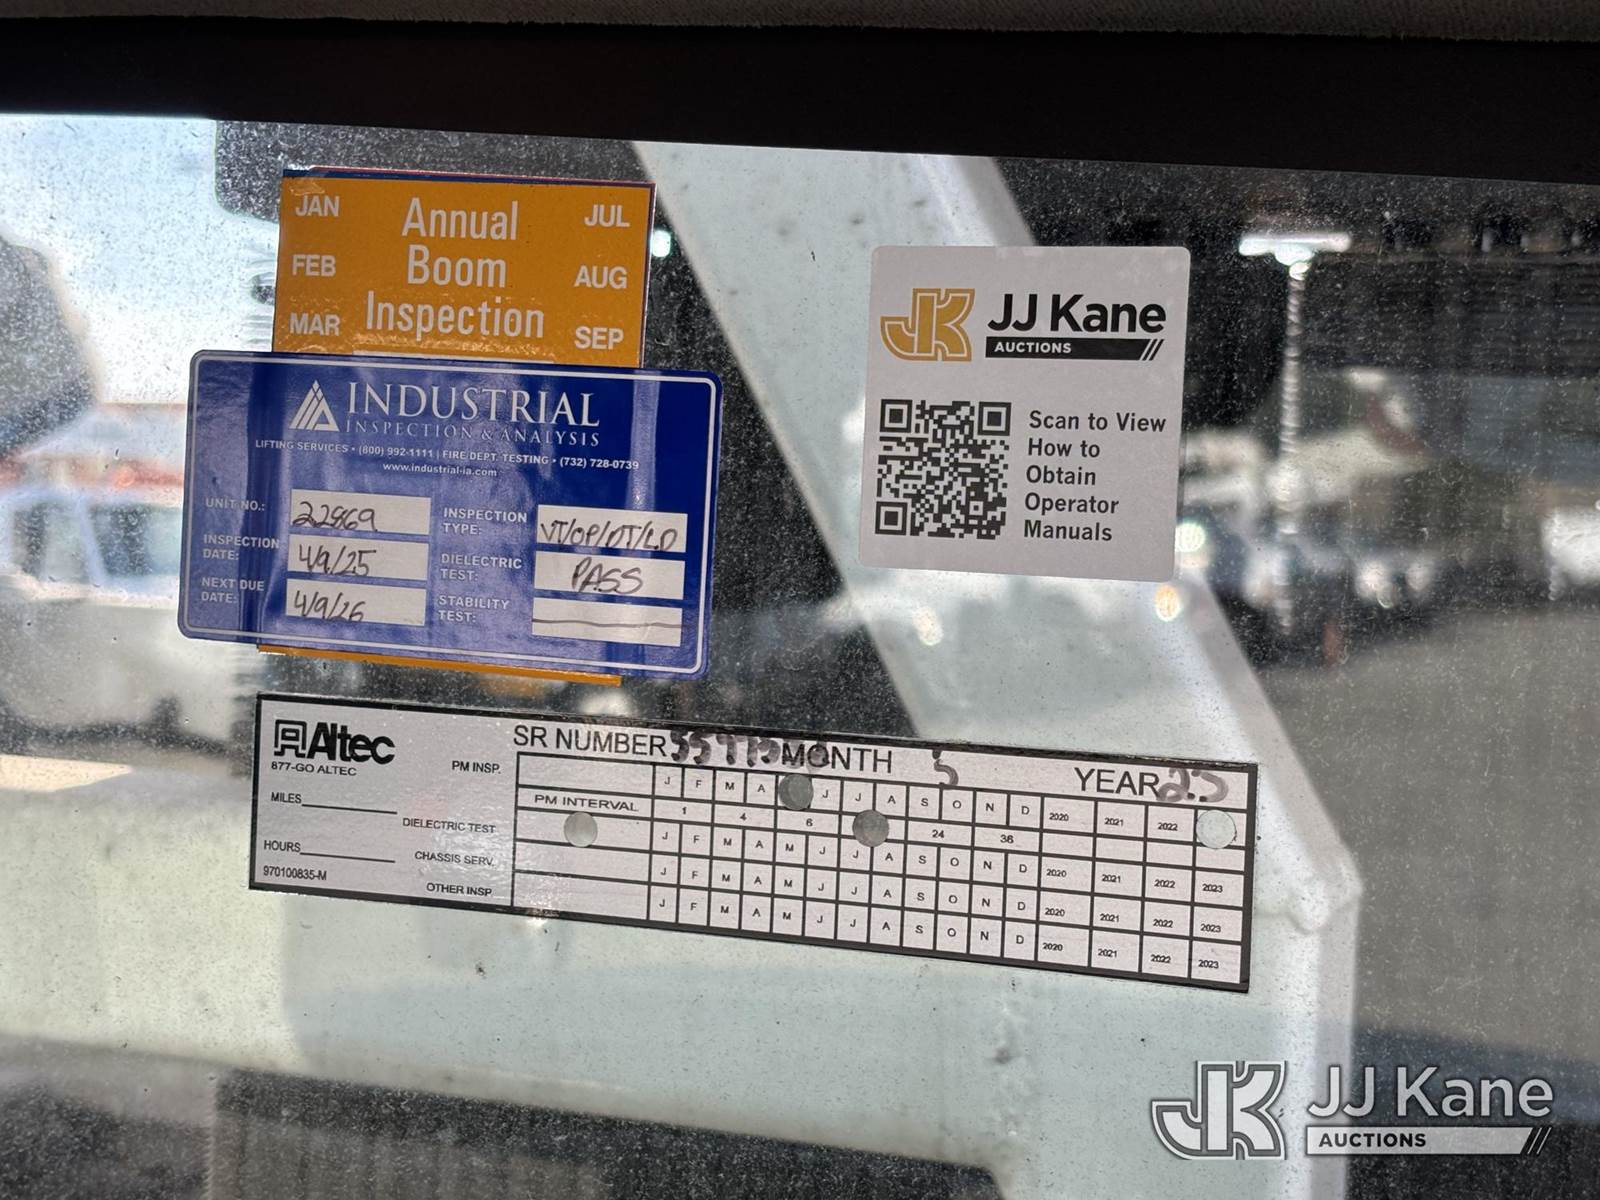 JAN
FEB
MAR
Annual
Boom
Inspection
JUL
AUG
SEP
INDUSTRIAL
INSPECTION & ANALYSIS
LIFTING SERVICES • (800) 992-1111 | FIRE DEPT. TESTING • (732) 728-0739
www.industrial-ia.com
UNIT NO.: 22869
INSPECTION DATE: 4/9/25
NEXT DUE DATE: 4/9/26
INSPECTION TYPE: VT/OP/DT/LD
DIELECTRIC TEST: PASS
STABILITY TEST:
JJ Kane
AUCTIONS
Scan to View
How to
Obtain
Operator
Manuals
Altec
877-GO ALTEC
MILES
HOURS
970100835-M
PM INSP.
DIELECTRIC TEST
CHASSIS SERV.
OTHER INSP
SR NUMBER MONTH 5 YEAR 25
J F M A J J A S O N D 2020 2021 2022
PM INTERVAL 1 4 6 24 36
J F M A M J J A S O N D 2020 2021 2022 2023
J F M A M J J A S O N D 2020 2021 2022 2023
J F M A M J J A S O N D 2020 2021 2022 2023
JK JJ Kane
AUCTIONS